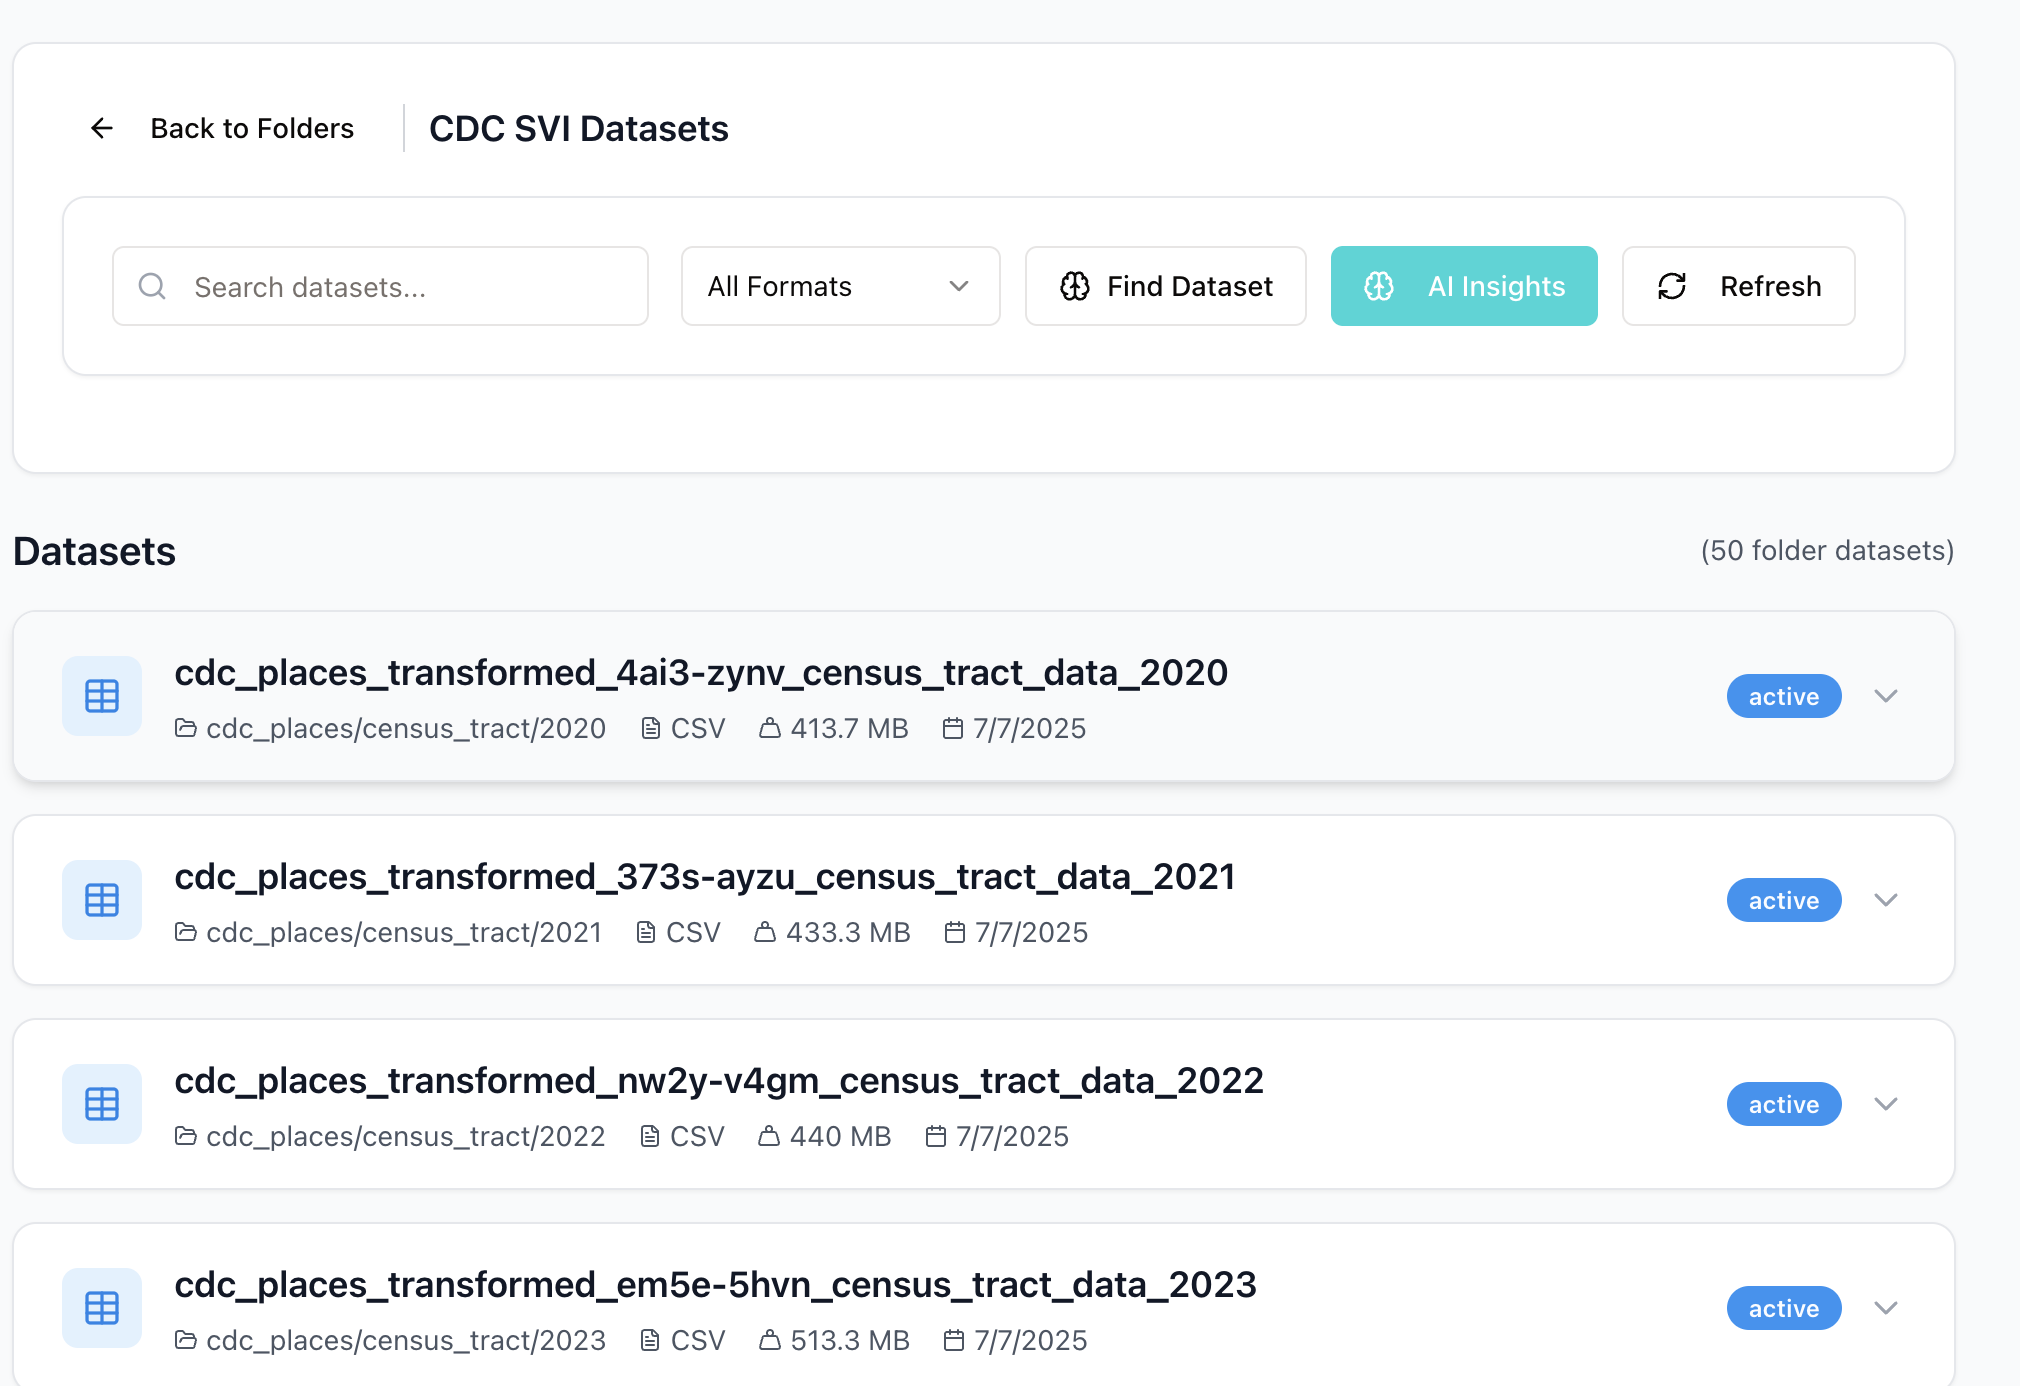 Back to Folders
CDC SVI Datasets
Search datasets...
All Formats
Find Dataset
AI Insights
Refresh
Datasets
(50 folder datasets)
cdc_places_transformed_4ai3-zynv_census_tract_data_2020
cdc_places/census_tract/2020 CSV 413.7 MB 7/7/2025
active
cdc_places_transformed_373s-ayzu_census_tract_data_2021
cdc_places/census_tract/2021 CSV 433.3 MB 7/7/2025
active
cdc_places_transformed_nw2y-v4gm_census_tract_data_2022
cdc_places/census_tract/2022 CSV 440 MB 7/7/2025
active
cdc_places_transformed_em5e-5hvn_census_tract_data_2023
cdc_places/census_tract/2023 CSV 513.3 MB 7/7/2025
active